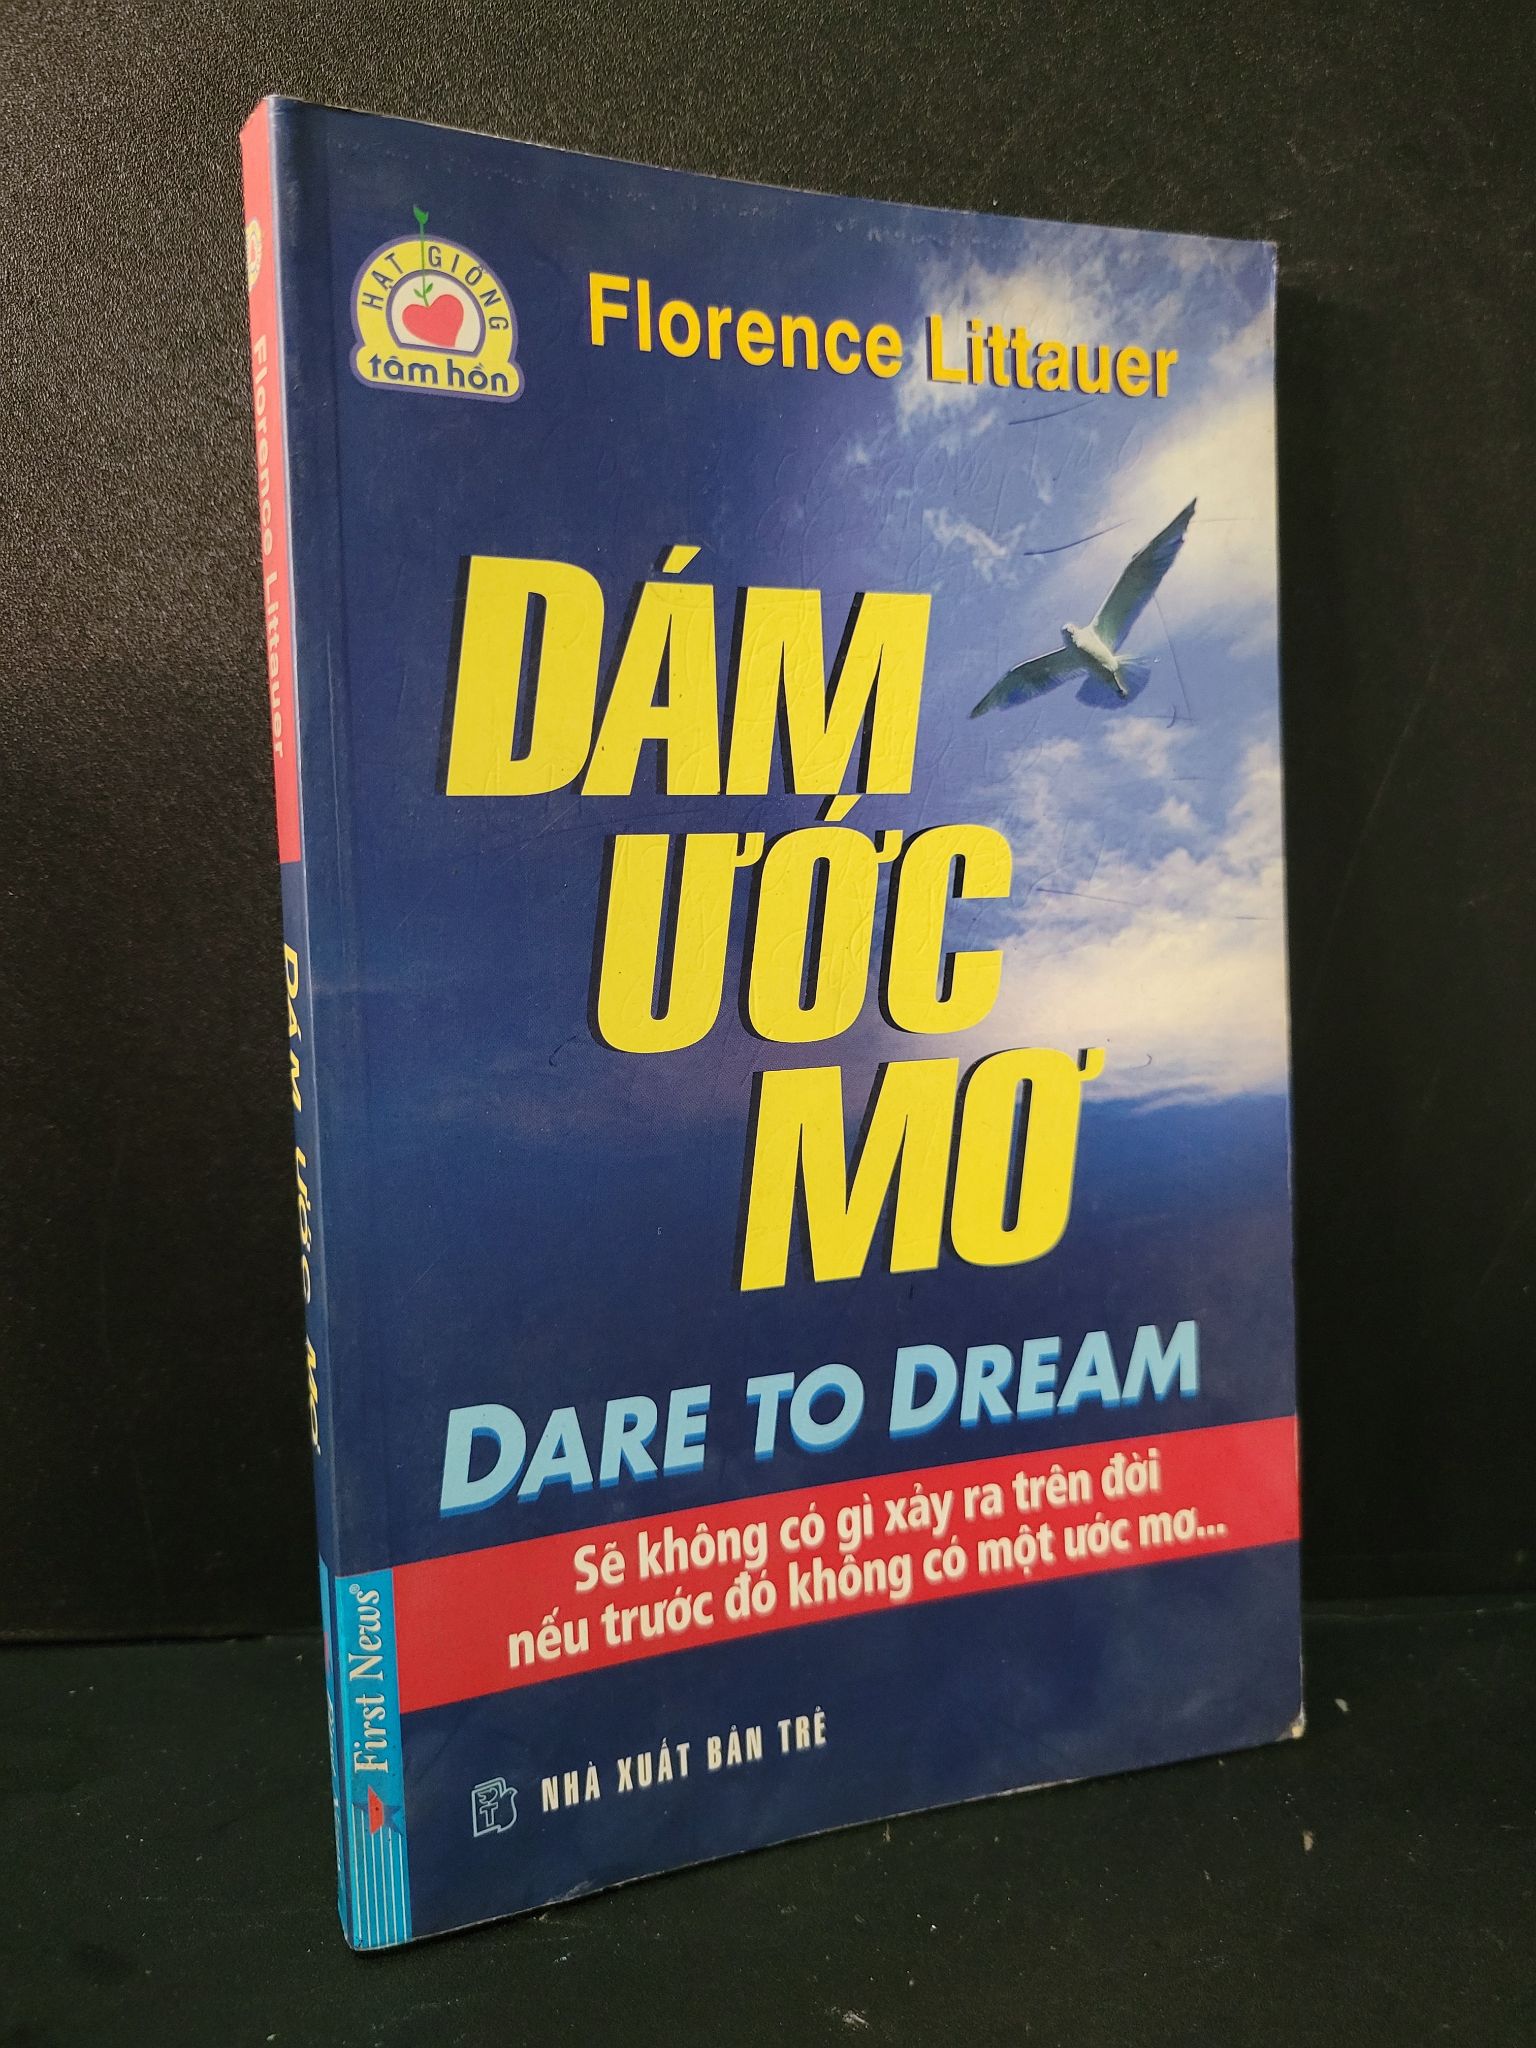 HẠT GIỐNG
tâm hồn
Florence Littauer
DÁM
ƯỚC
MƠ
DARE TO DREAM
Sẽ không có gì xảy ra trên đời
nếu trước đó không có một ước mơ...
First News®
NHÀ XUẤT BẢN TRẺ
Florence Littauer
DÁM ƯỚC MƠ